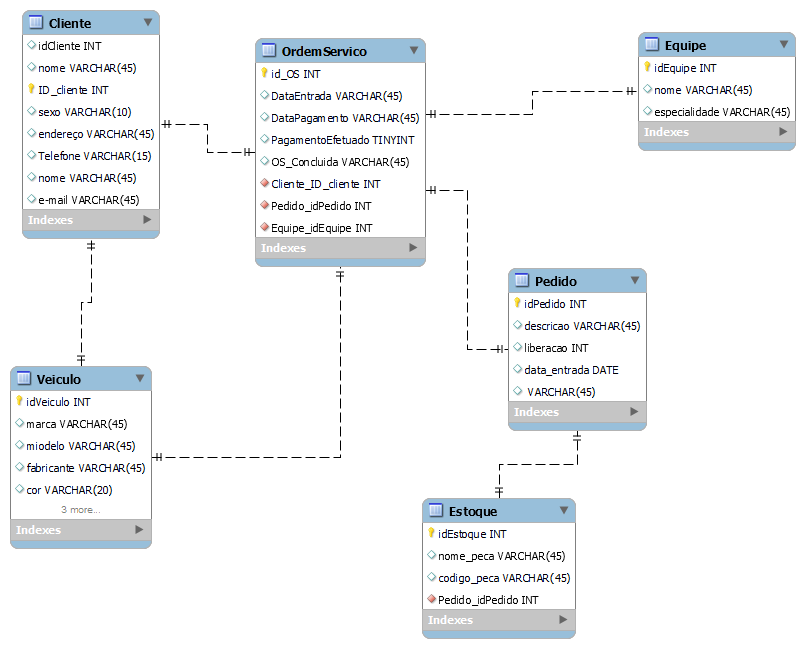 Cliente
idCliente INT
nome VARCHAR(45)
ID_cliente INT
sexo VARCHAR(10)
endereço VARCHAR(45)
Telefone VARCHAR(15)
nome VARCHAR(45)
e-mail VARCHAR(45)
Indexes
OrdemServico
id_OS INT
DataEntrada VARCHAR(45)
DataPagamento VARCHAR(45)
PagamentoEfetuado TINYINT
OS_Concluida VARCHAR(45)
Cliente_ID_cliente INT
Pedido_idPedido INT
Equipe_idEquipe INT
Indexes
Equipe
idEquipe INT
nome VARCHAR(45)
especialidade VARCHAR(45)
Indexes
Pedido
idPedido INT
descricao VARCHAR(45)
liberacao INT
data_entrada DATE
VARCHAR(45)
Indexes
Veiculo
idVeiculo INT
marca VARCHAR(45)
miodelo VARCHAR(45)
fabricante VARCHAR(45)
cor VARCHAR(20)
3 more...
Indexes
Estoque
idEstoque INT
nome_peca VARCHAR(45)
codigo_peca VARCHAR(45)
Pedido_idPedido INT
Indexes